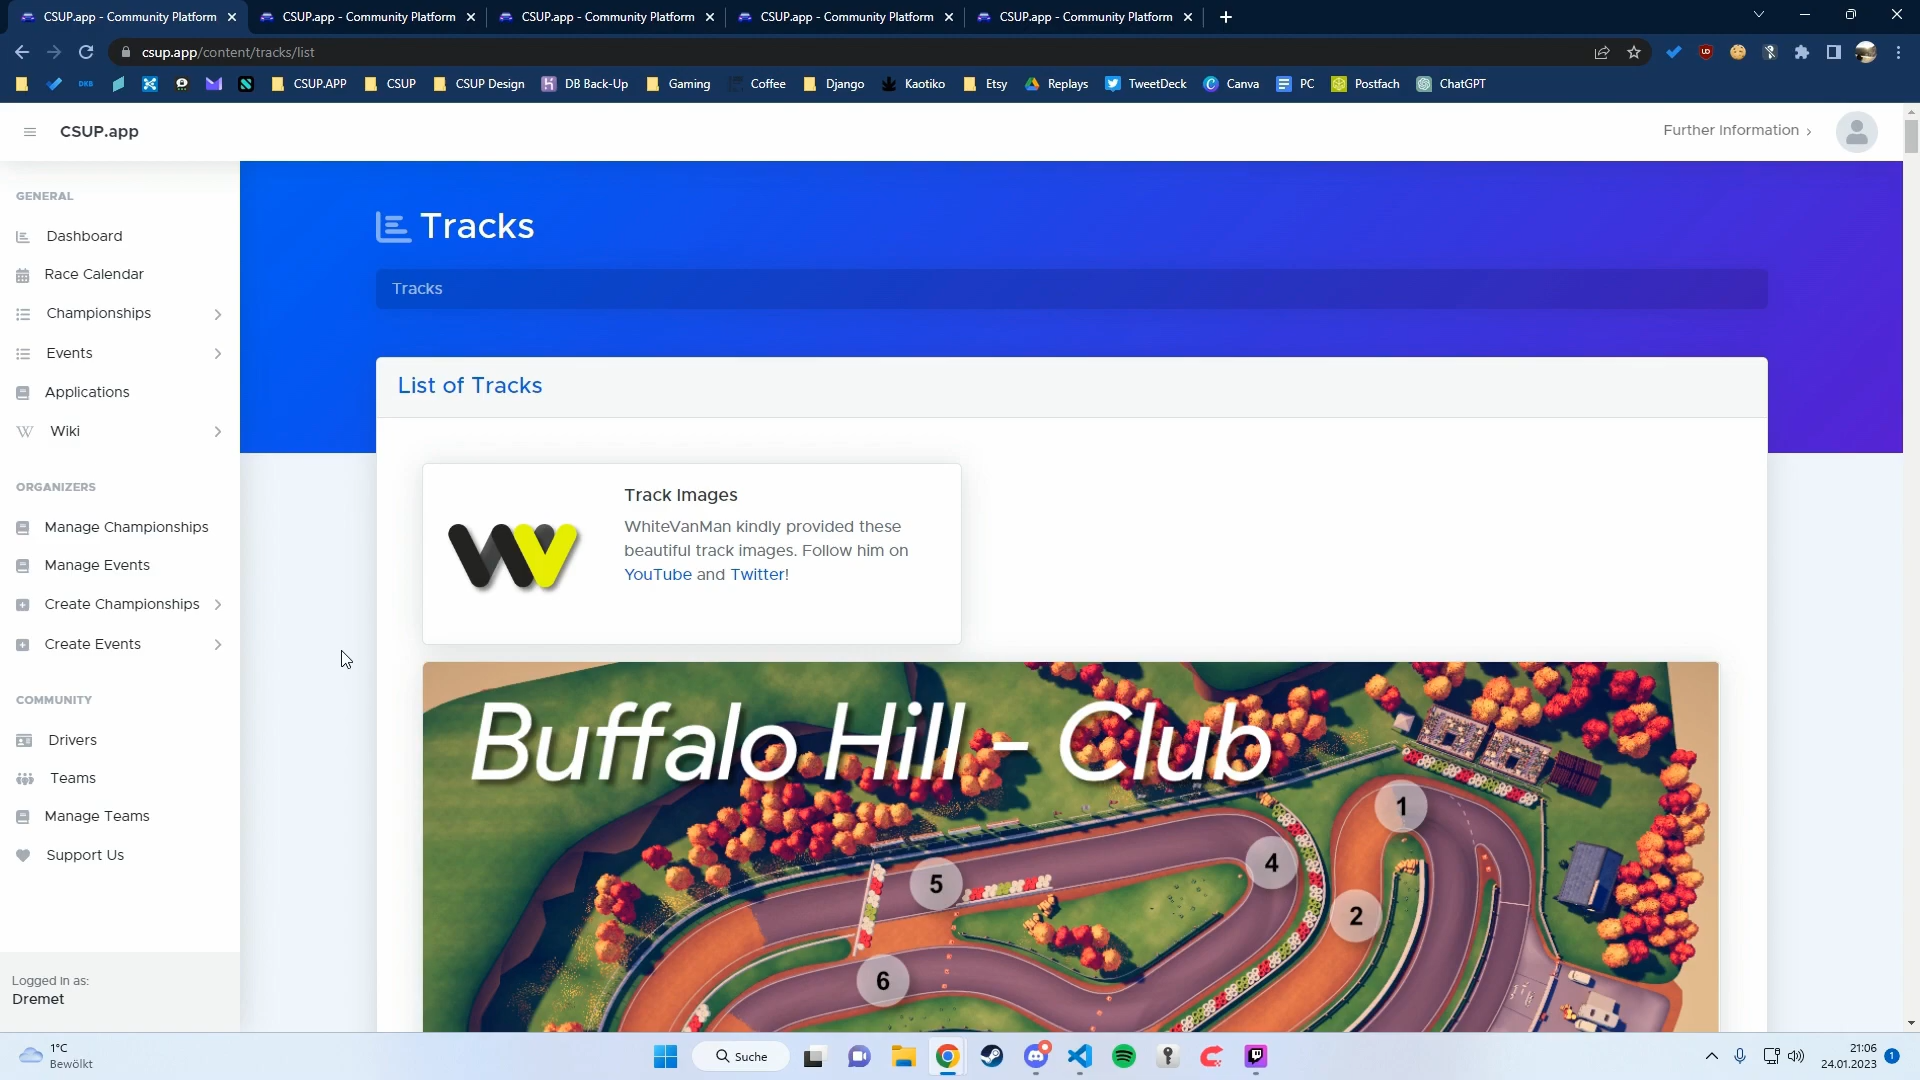 CSUP.app - Community Platform
CSUP.app - Community Platform
CSUP.app - Community Platform
CSUP.app - Community Platform
CSUP.app - Community Platform
csup.app/content/tracks/list
DKB
CSUP.APP
CSUP
CSUP Design
DB Back-Up
Gaming
Coffee
Django
Kaotiko
Etsy
Replays
TweetDeck
Canva
PC
Postfach
ChatGPT
CSUP.app
Further Information
GENERAL
Dashboard
Race Calendar
Championships
Events
Applications
Wiki
ORGANIZERS
Manage Championships
Manage Events
Create Championships
Create Events
COMMUNITY
Drivers
Teams
Manage Teams
Support Us
Logged in as:
Dremet
Tracks
Tracks
List of Tracks
Track Images
WhiteVanMan kindly provided these
beautiful track images. Follow him on
YouTube and Twitter!
Buffalo Hill - Club
1
4
5
2
6
1°C
Bewölkt
Suche
21:06
24.01.2023
1